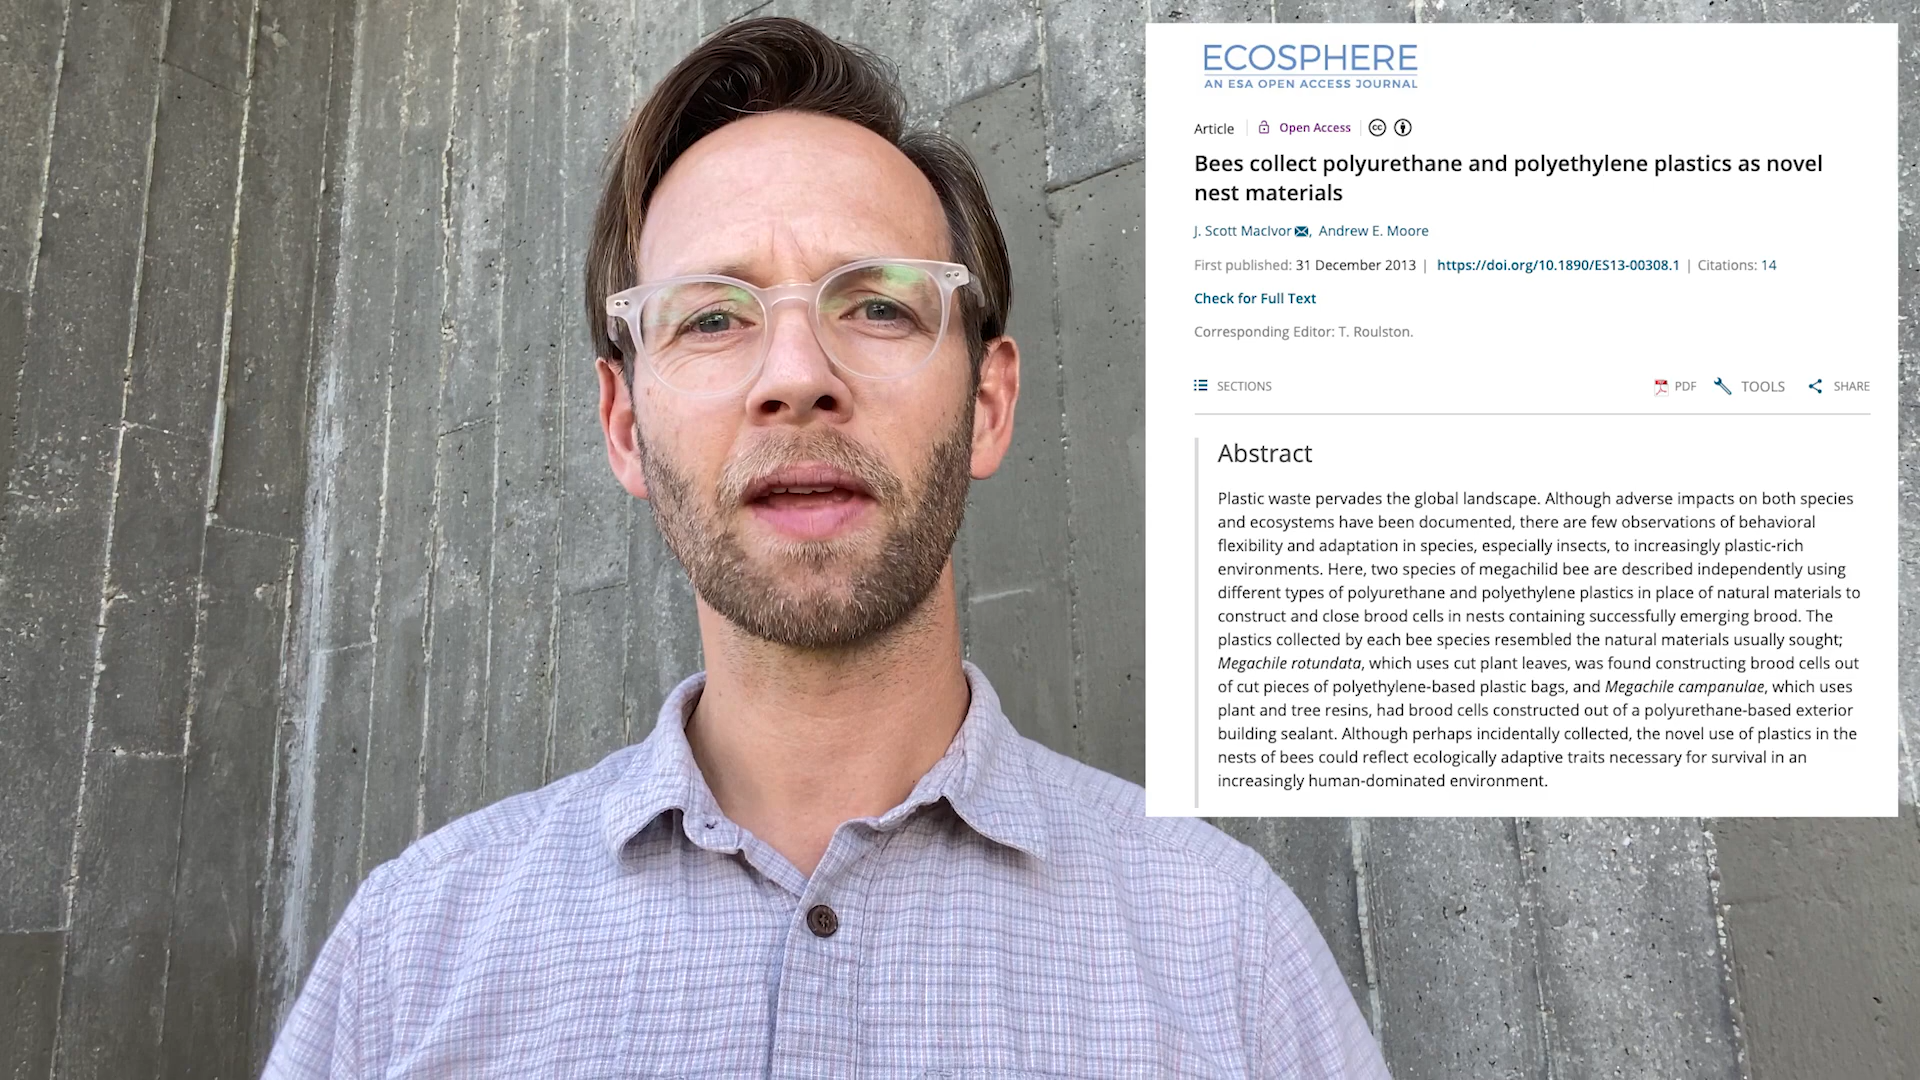 ECOSPHERE
AN ESA OPEN ACCESS JOURNAL
Article Open Access
Bees collect polyurethane and polyethylene plastics as novel
nest materials
J. Scott MacIvor, Andrew E. Moore
First published: 31 December 2013 | https://doi.org/10.1890/ES13-00308.1 | Citations: 14
Check for Full Text
Corresponding Editor: T. Roulston.
SECTIONS PDF TOOLS SHARE
Abstract
Plastic waste pervades the global landscape. Although adverse impacts on both species
and ecosystems have been documented, there are few observations of behavioral
flexibility and adaptation in species, especially insects, to increasingly plastic-rich
environments. Here, two species of megachilid bee are described independently using
different types of polyurethane and polyethylene plastics in place of natural materials to
construct and close brood cells in nests containing successfully emerging brood. The
plastics collected by each bee species resembled the natural materials usually sought;
Megachile rotundata, which uses cut plant leaves, was found constructing brood cells out
of cut pieces of polyethylene-based plastic bags, and Megachile campanulae, which uses
plant and tree resins, had brood cells constructed out of a polyurethane-based exterior
building sealant. Although perhaps incidentally collected, the novel use of plastics in the
nests of bees could reflect ecologically adaptive traits necessary for survival in an
increasingly human-dominated environment.